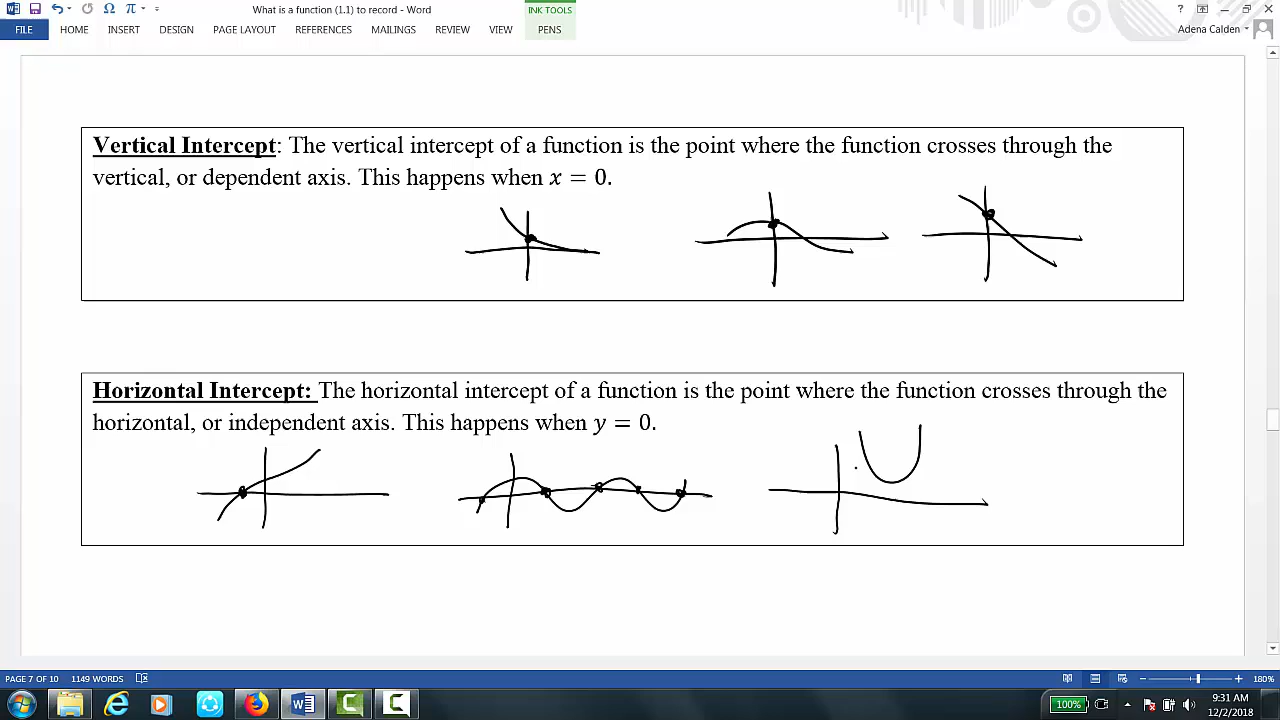 What is a function (1.1) to record - Word
INK TOOLS
FILE HOME INSERT DESIGN PAGE LAYOUT REFERENCES MAILINGS REVIEW VIEW PENS
Adena Calden
Vertical Intercept: The vertical intercept of a function is the point where the function crosses through the
vertical, or dependent axis. This happens when x = 0.
Horizontal Intercept: The horizontal intercept of a function is the point where the function crosses through the
horizontal, or independent axis. This happens when y = 0.
PAGE 7 OF 10 1149 WORDS
180%
100%
9:31 AM
12/2/2018